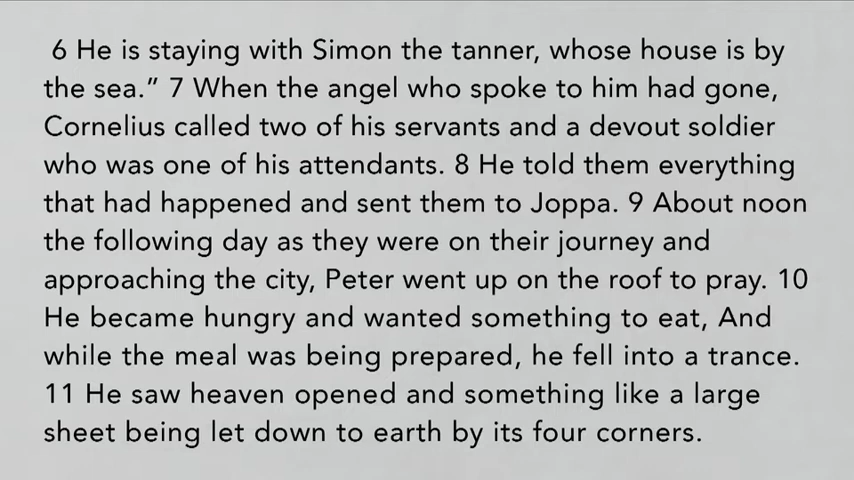 6 He is staying with Simon the tanner, whose house is by
the sea.” 7 When the angel who spoke to him had gone,
Cornelius called two of his servants and a devout soldier
who was one of his attendants. 8 He told them everything
that had happened and sent them to Joppa. 9 About noon
the following day as they were on their journey and
approaching the city, Peter went up on the roof to pray. 10
He became hungry and wanted something to eat, And
while the meal was being prepared, he fell into a trance.
11 He saw heaven opened and something like a large
sheet being let down to earth by its four corners.